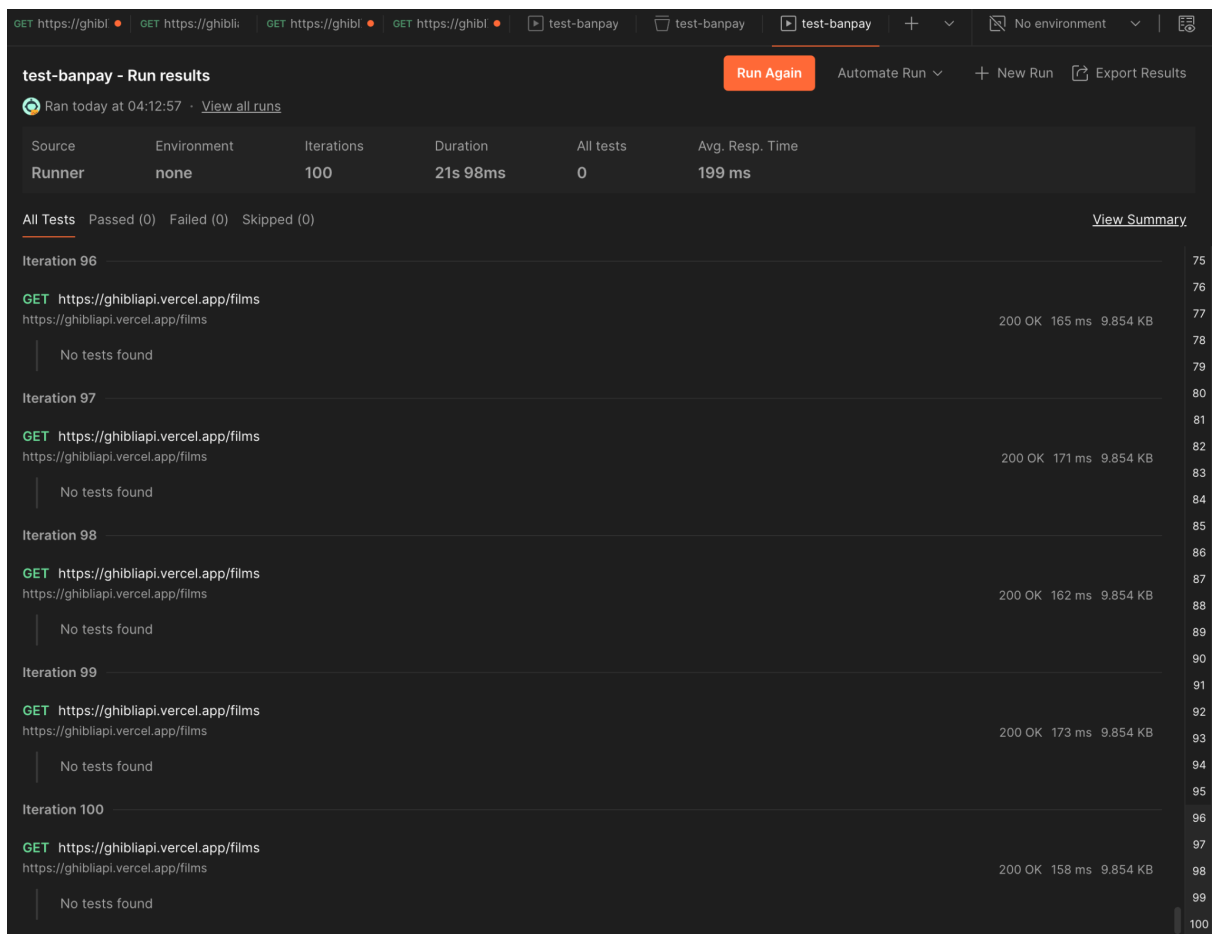 GET https://ghibl GET https://ghiblia GET https://ghibl GET https://ghibl test-banpay test-banpay test-banpay No environment
test-banpay - Run results
Run Again Automate Run New Run Export Results
Ran today at 04:12:57 · View all runs
Source Environment Iterations Duration All tests Avg. Resp. Time
Runner none 100 21s 98ms 0 199 ms
All Tests Passed (0) Failed (0) Skipped (0) View Summary
Iteration 96
GET https://ghibliapi.vercel.app/films
https://ghibliapi.vercel.app/films
200 OK 165 ms 9.854 KB
No tests found
Iteration 97
GET https://ghibliapi.vercel.app/films
https://ghibliapi.vercel.app/films
200 OK 171 ms 9.854 KB
No tests found
Iteration 98
GET https://ghibliapi.vercel.app/films
https://ghibliapi.vercel.app/films
200 OK 162 ms 9.854 KB
No tests found
Iteration 99
GET https://ghibliapi.vercel.app/films
https://ghibliapi.vercel.app/films
200 OK 173 ms 9.854 KB
No tests found
Iteration 100
GET https://ghibliapi.vercel.app/films
https://ghibliapi.vercel.app/films
200 OK 158 ms 9.854 KB
No tests found
75
76
77
78
79
80
81
82
83
84
85
86
87
88
89
90
91
92
93
94
95
96
97
98
99
100